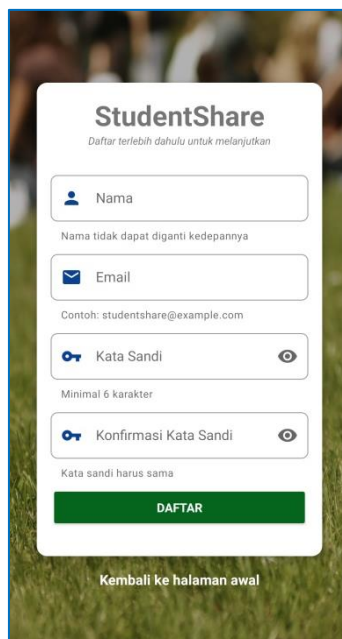 StudentShare
Daftar terlebih dahulu untuk melanjutkan
Nama
Nama tidak dapat diganti kedepannya
Email
Contoh: studentshare@example.com
Kata Sandi
Minimal 6 karakter
Konfirmasi Kata Sandi
Kata sandi harus sama
DAFTAR
Kembali ke halaman awal